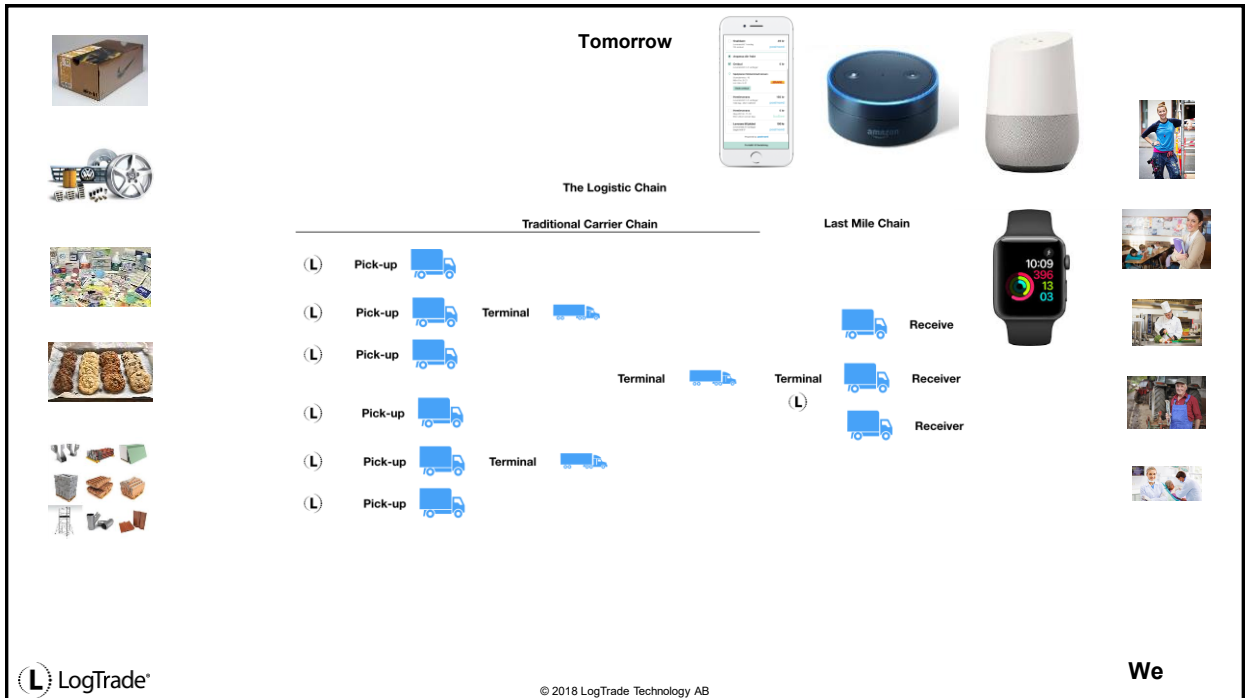 Tomorrow
amazon
The Logistic Chain
Traditional Carrier Chain
Last Mile Chain
10:09
396
13
03
(L) Pick-up
(L) Pick-up Terminal
Receive
(L) Pick-up
Terminal Terminal Receiver
(L)
(L) Pick-up
Receiver
(L) Pick-up Terminal
(L) Pick-up
We
(L) LogTrade®
© 2018 LogTrade Technology AB